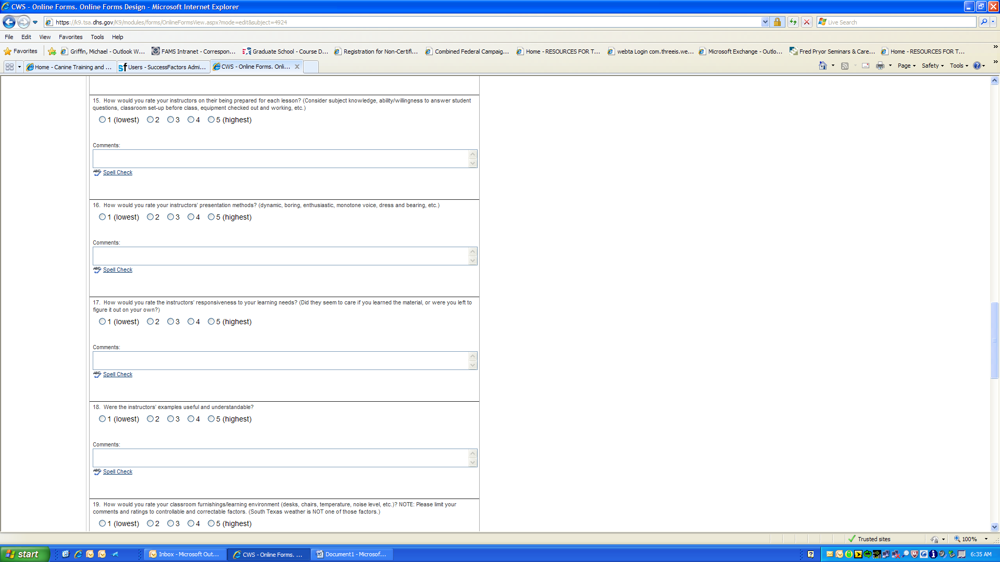 CWS - Online Forms. Online Forms Design - Microsoft Internet Explorer
https://k9.tsa.dhs.gov/K9/modules/forms/OnlineFormsView.aspx?mode=edit&subject=4924
Live Search
File Edit View Favorites Tools Help
Favorites Griffin, Michael - Outlook W... FAMS Intranet - Correspon... Graduate School - Course D... Registration for Non-Certifi... Combined Federal Campaig... Home - RESOURCES FOR T... webta Login com.threeis.we... Microsoft Exchange - Outlo... Fred Pryor Seminars & Care... Home - RESOURCES FOR T...
Home - Canine Training and ... Users - SuccessFactors Admi... CWS - Online Forms. Onli... Page Safety Tools
15. How would you rate your instructors on their being prepared for each lesson? (Consider subject knowledge, ability/willingness to answer student
questions, classroom set-up before class, equipment checked out and working, etc.)
1 (lowest) 2 3 4 5 (highest)
Comments:
ABC Spell Check
16. How would you rate your instructors' presentation methods? (dynamic, boring, enthusiastic, monotone voice, dress and bearing, etc.)
1 (lowest) 2 3 4 5 (highest)
Comments:
ABC Spell Check
17. How would you rate the instructors' responsiveness to your learning needs? (Did they seem to care if you learned the material, or were you left to
figure it out on your own?)
1 (lowest) 2 3 4 5 (highest)
Comments:
ABC Spell Check
18. Were the instructors' examples useful and understandable?
1 (lowest) 2 3 4 5 (highest)
Comments:
ABC Spell Check
19. How would you rate your classroom furnishings/learning environment (desks, chairs, temperature, noise level, etc.)? NOTE: Please limit your
comments and ratings to controllable and correctable factors. (South Texas weather is NOT one of those factors.)
1 (lowest) 2 3 4 5 (highest)
Trusted sites 100%
start Inbox - Microsoft Out... CWS - Online Forms. ... Document1 - Microsof... 6:35 AM